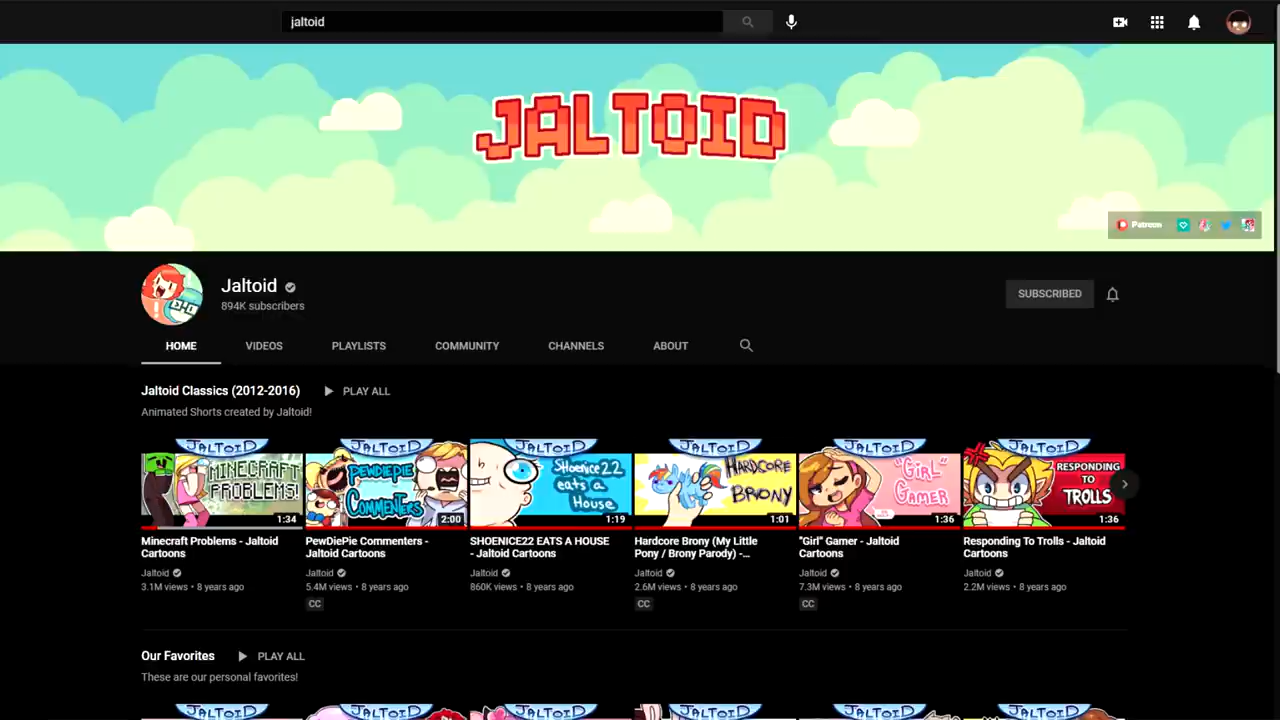 jaltoid
JALTOID
Patreon
Jaltoid
894K subscribers
SUBSCRIBED
HOME VIDEOS PLAYLISTS COMMUNITY CHANNELS ABOUT
Jaltoid Classics (2012-2016) PLAY ALL
Animated Shorts created by Jaltoid!
JALTOID JALTOID JALTOID JALTOID JALTOID JALTOID
MINECRAFT PROBLEMS!
1:34
PEWDIEPIE COMMENTERS
2:00
Shoenice22 eats a House
1:19
HARDCORE BRONY
1:01
"GIRL" GAMER
1:36
RESPONDING TO TROLLS
1:36
Minecraft Problems - Jaltoid
Cartoons
Jaltoid
3.1M views • 8 years ago
PewDiePie Commenters -
Jaltoid Cartoons
Jaltoid
5.4M views • 8 years ago
CC
SHOENICE22 EATS A HOUSE
- Jaltoid Cartoons
Jaltoid
860K views • 8 years ago
Hardcore Brony (My Little
Pony / Brony Parody) -...
Jaltoid
2.6M views • 8 years ago
CC
"Girl" Gamer - Jaltoid
Cartoons
Jaltoid
7.3M views • 8 years ago
CC
Responding To Trolls - Jaltoid
Cartoons
Jaltoid
2.2M views • 8 years ago
Our Favorites PLAY ALL
These are our personal favorites!
JALTOID JALTOID JALTOID JALTOID JALTOID JALTOID